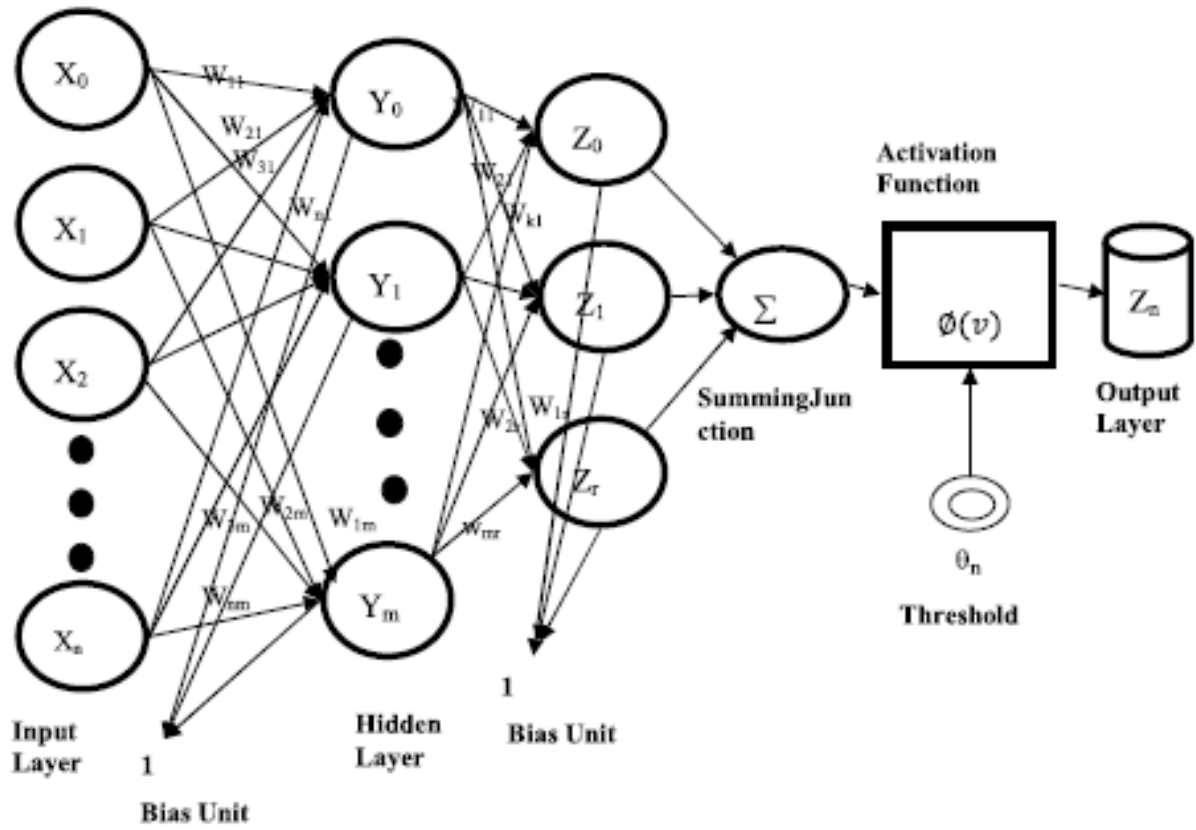 X₀
X₁
X₂
Xₙ
Input
Layer
W₁₁
W₂₁
W₃₁
Wₙ₁
W₂ₘ
W₁ₘ
Wₙₘ
1
Bias Unit
Y₀
Y₁
Yₘ
Hidden
Layer
W₂₁
Wₖ₁
W₁ᵣ
wₘᵣ
1
Bias Unit
Z₀
Z₁
Zᵣ
Σ
SummingJun
ction
Activation
Function
Ø(v)
θₙ
Threshold
Zₙ
Output
Layer